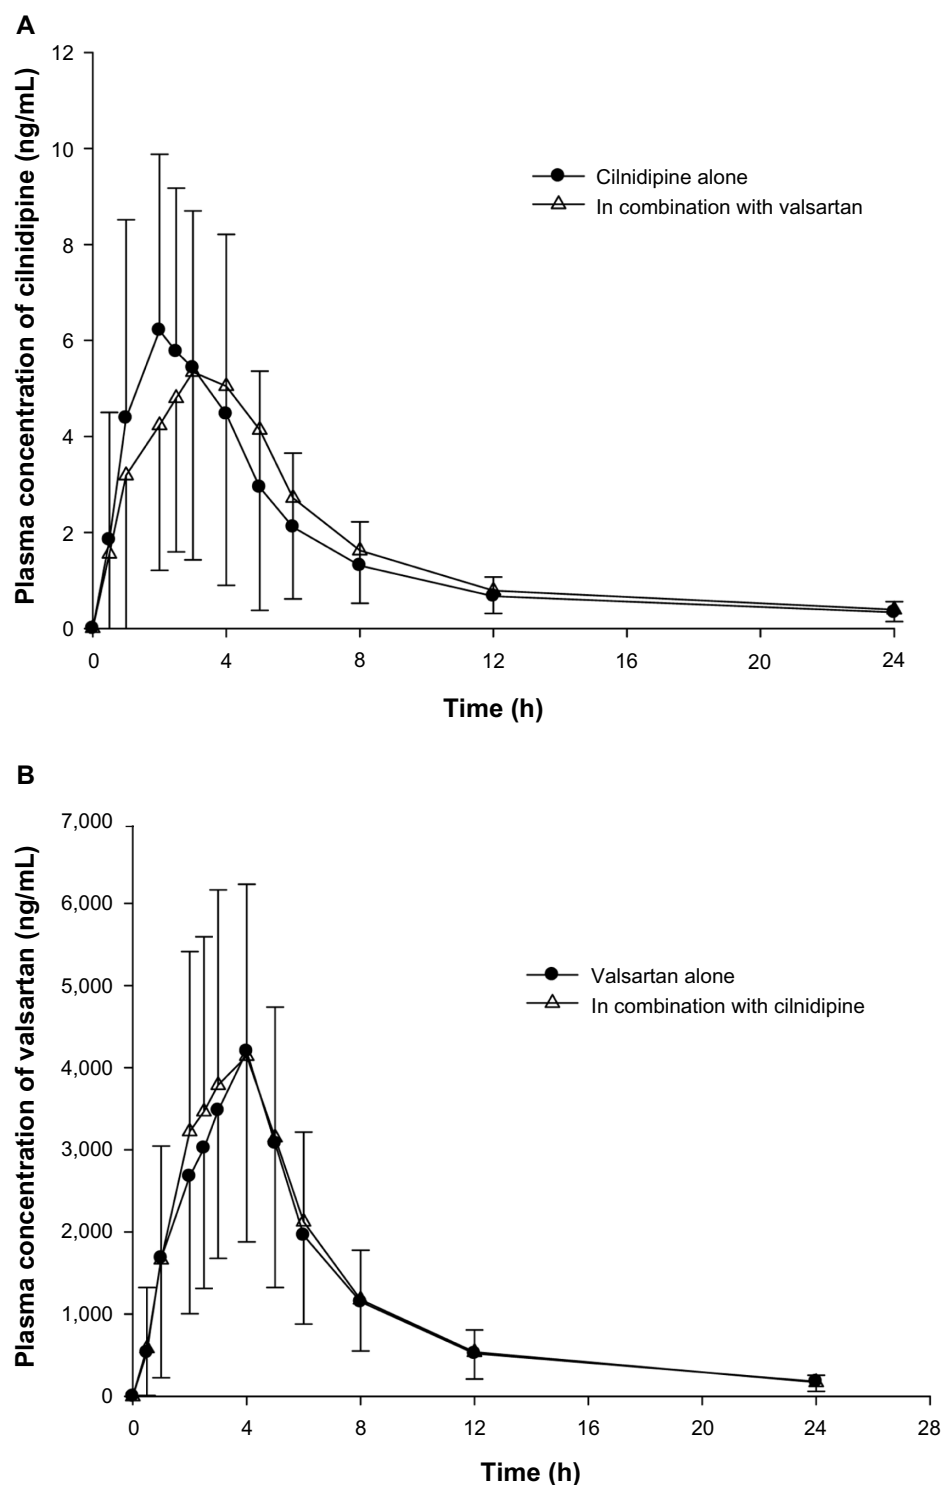 A
Plasma concentration of cilnidipine (ng/mL)
12
10
8
6
4
2
0
Cilnidipine alone
In combination with valsartan
0 4 8 12 16 20 24
Time (h)
B
Plasma concentration of valsartan (ng/mL)
7,000
6,000
5,000
4,000
3,000
2,000
1,000
0
Valsartan alone
In combination with cilnidipine
0 4 8 12 16 20 24 28
Time (h)